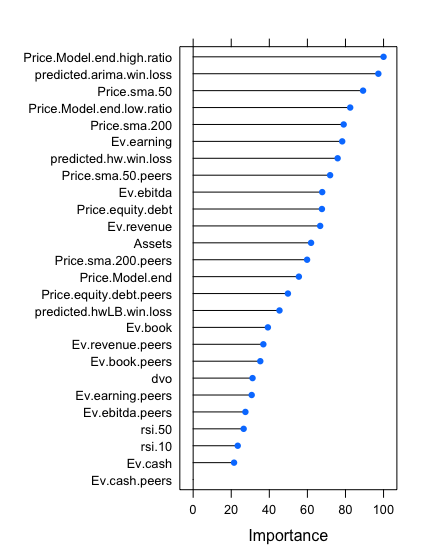 Price.Model.end.high.ratio
predicted.arima.win.loss
Price.sma.50
Price.Model.end.low.ratio
Price.sma.200
Ev.earning
predicted.hw.win.loss
Price.sma.50.peers
Ev.ebitda
Price.equity.debt
Ev.revenue
Assets
Price.sma.200.peers
Price.Model.end
Price.equity.debt.peers
predicted.hwLB.win.loss
Ev.book
Ev.revenue.peers
Ev.book.peers
dvo
Ev.earning.peers
Ev.ebitda.peers
rsi.50
rsi.10
Ev.cash
Ev.cash.peers
0 20 40 60 80 100
Importance